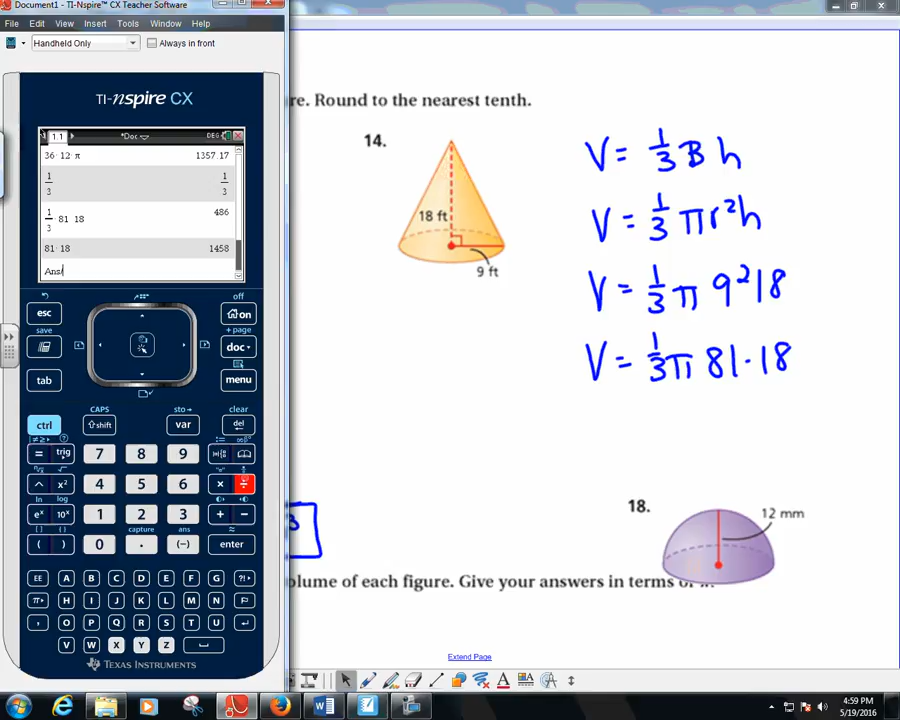 Document1 - TI-Nspire™ CX Teacher Software
File Edit View Insert Tools Window Help
Handheld Only Always in front
TI-nspire CX
1.1 *Doc DEG
36·12·π 1357.17
1/3 1/3
1/3·81·18 486
81·18 1458
Ans/
esc off on
save + page doc
tab menu
ctrl CAPS shift sto→ var clear del
= trig 7 8 9
^ x² 4 5 6 × ÷
ln log
eˣ 10ˣ 1 2 3 + −
capture ans ≈
( ) 0 . (−) enter
EE A B C D E F G ?!
π H I J K L M N
, O P Q R S T U
V W X Y Z
TEXAS INSTRUMENTS
re. Round to the nearest tenth.
14.
18 ft
9 ft
V = 1/3 B h
V = 1/3 πr²h
V = 1/3 π 9² 18
V = 1/3 π 81·18
3
18.
12 mm
olume of each figure. Give your answers in terms of
Extend Page
4:59 PM
5/19/2016